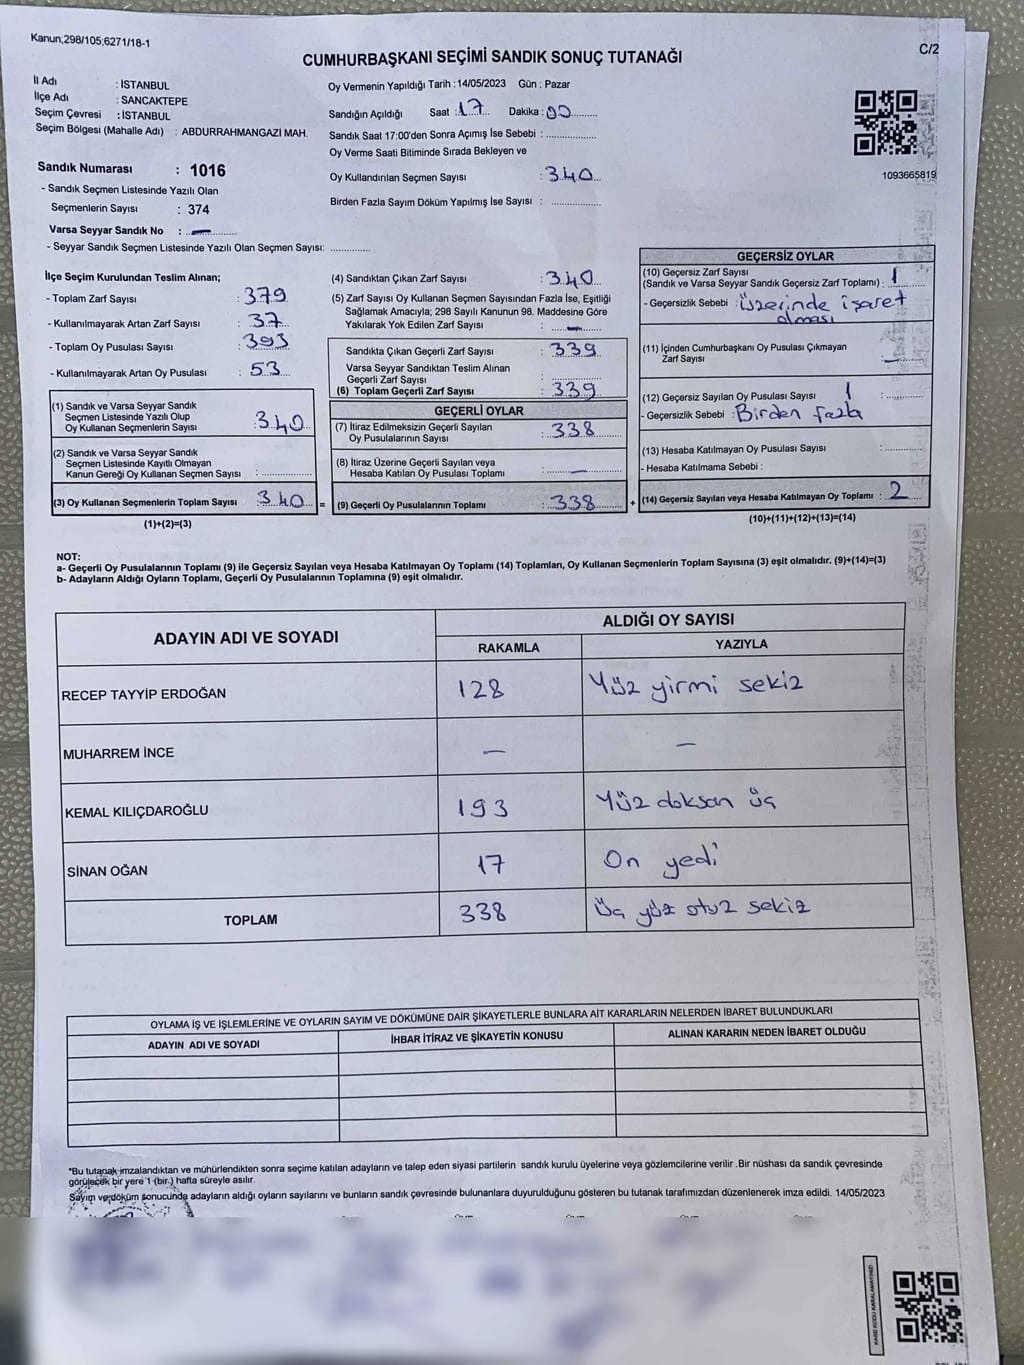 Kanun;298/105;6271/18-1
C/2
CUMHURBAŞKANI SEÇİMİ SANDIK SONUÇ TUTANAĞI
İl Adı : İSTANBUL
İlçe Adı : SANCAKTEPE
Seçim Çevresi : İSTANBUL
Seçim Bölgesi (Mahalle Adı) : ABDURRAHMANGAZİ MAH.
Oy Vermenin Yapıldığı Tarih : 14/05/2023 Gün : Pazar
Sandığın Açıldığı Saat : 17 Dakika : 00
Sandık Saat 17:00'den Sonra Açımış İse Sebebi :
Oy Verme Saati Bitiminde Sırada Bekleyen ve
Oy Kullandırılan Seçmen Sayısı : 340
Birden Fazla Sayım Döküm Yapılmış İse Sayısı :
1093665819
Sandık Numarası : 1016
- Sandık Seçmen Listesinde Yazılı Olan
Seçmenlerin Sayısı : 374
Varsa Seyyar Sandık No : —
- Seyyar Sandık Seçmen Listesinde Yazılı Olan Seçmen Sayısı:
İlçe Seçim Kurulundan Teslim Alınan;
- Toplam Zarf Sayısı : 379
- Kullanılmayarak Artan Zarf Sayısı : 37
- Toplam Oy Pusulası Sayısı : 393
- Kullanılmayarak Artan Oy Pusulası : 53
(1) Sandık ve Varsa Seyyar Sandık
Seçmen Listesinde Yazılı Olup
Oy Kullanan Seçmenlerin Sayısı : 340
(2) Sandık ve Varsa Seyyar Sandık
Seçmen Listesinde Kayıtlı Olmayan
Kanun Gereği Oy Kullanan Seçmen Sayısı :
(3) Oy Kullanan Seçmenlerin Toplam Sayısı : 340 =
(1)+(2)=(3)
(4) Sandıktan Çıkan Zarf Sayısı : 340
(5) Zarf Sayısı Oy Kullanan Seçmen Sayısından Fazla İse, Eşitliği
Sağlamak Amacıyla; 298 Sayılı Kanunun 98. Maddesine Göre
Yakılarak Yok Edilen Zarf Sayısı : —
Sandıkta Çıkan Geçerli Zarf Sayısı : 339
Varsa Seyyar Sandıktan Teslim Alınan
Geçerli Zarf Sayısı :
(6) Toplam Geçerli Zarf Sayısı : 339
GEÇERLİ OYLAR
(7) İtiraz Edilmeksizin Geçerli Sayılan
Oy Pusulalarının Sayısı : 338
(8) İtiraz Üzerine Geçerli Sayılan veya
Hesaba Katılan Oy Pusulası Toplamı : —
(9) Geçerli Oy Pusulalarının Toplamı : 338 +
GEÇERSİZ OYLAR
(10) Geçersiz Zarf Sayısı
(Sandık ve Varsa Seyyar Sandık Geçersiz Zarf Toplamı) : 1
- Geçersizlik Sebebi : Üzerinde işaret
olması
(11) İçinden Cumhurbaşkanı Oy Pusulası Çıkmayan
Zarf Sayısı : —
(12) Geçersiz Sayılan Oy Pusulası Sayısı : 1
- Geçersizlik Sebebi : Birden fazla
(13) Hesaba Katılmayan Oy Pusulası Sayısı :
- Hesaba Katılmama Sebebi :
(14) Geçersiz Sayılan veya Hesaba Katılmayan Oy Toplamı : 2
(10)+(11)+(12)+(13)=(14)
NOT:
a- Geçerli Oy Pusulalarının Toplamı (9) ile Geçersiz Sayılan veya Hesaba Katılmayan Oy Toplamı (14) Toplamları, Oy Kullanan Seçmenlerin Toplam Sayısına (3) eşit olmalıdır. (9)+(14)=(3)
b- Adayların Aldığı Oyların Toplamı, Geçerli Oy Pusulalarının Toplamına (9) eşit olmalıdır.
ADAYIN ADI VE SOYADI
ALDIĞI OY SAYISI
RAKAMLA YAZIYLA
RECEP TAYYİP ERDOĞAN 128 Yüz yirmi sekiz
MUHARREM İNCE — —
KEMAL KILIÇDAROĞLU 193 Yüz doksan üç
SİNAN OĞAN 17 On yedi
TOPLAM 338 Üç yüz otuz sekiz
OYLAMA İŞ VE İŞLEMLERİNE VE OYLARIN SAYIM VE DÖKÜMÜNE DAİR ŞİKAYETLERLE BUNLARA AİT KARARLARIN NELERDEN İBARET BULUNDUKLARI
ADAYIN ADI VE SOYADI İHBAR İTİRAZ VE ŞİKAYETİN KONUSU ALINAN KARARIN NEDEN İBARET OLDUĞU
*Bu tutanak imzalandıktan ve mühürlendikten sonra seçime katılan adayların ve talep eden siyasi partilerin sandık kurulu üyelerine veya gözlemcilerine verilir .Bir nüshası da sandık çevresinde
görülecek bir yere 1 (bir.) hafta süreyle asılır.
Sayım ve döküm sonucunda adayların aldığı oyların sayılarını ve bunların sandık çevresinde bulunanlara duyurulduğunu gösteren bu tutanak tarafımızdan düzenlenerek imza edildi. 14/05/2023
KARE KODU KARALAMAYINIZ!